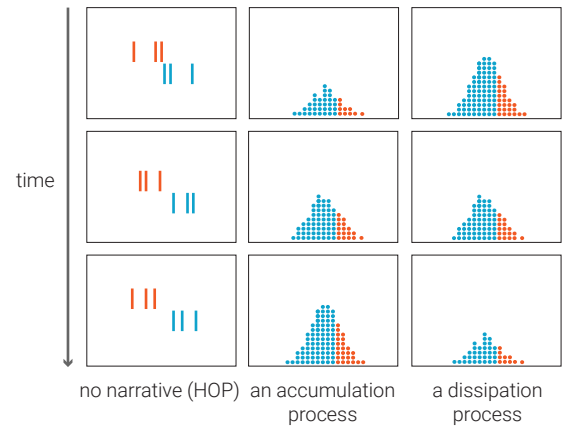 time
no narrative (HOP)
an accumulation
process
a dissipation
process